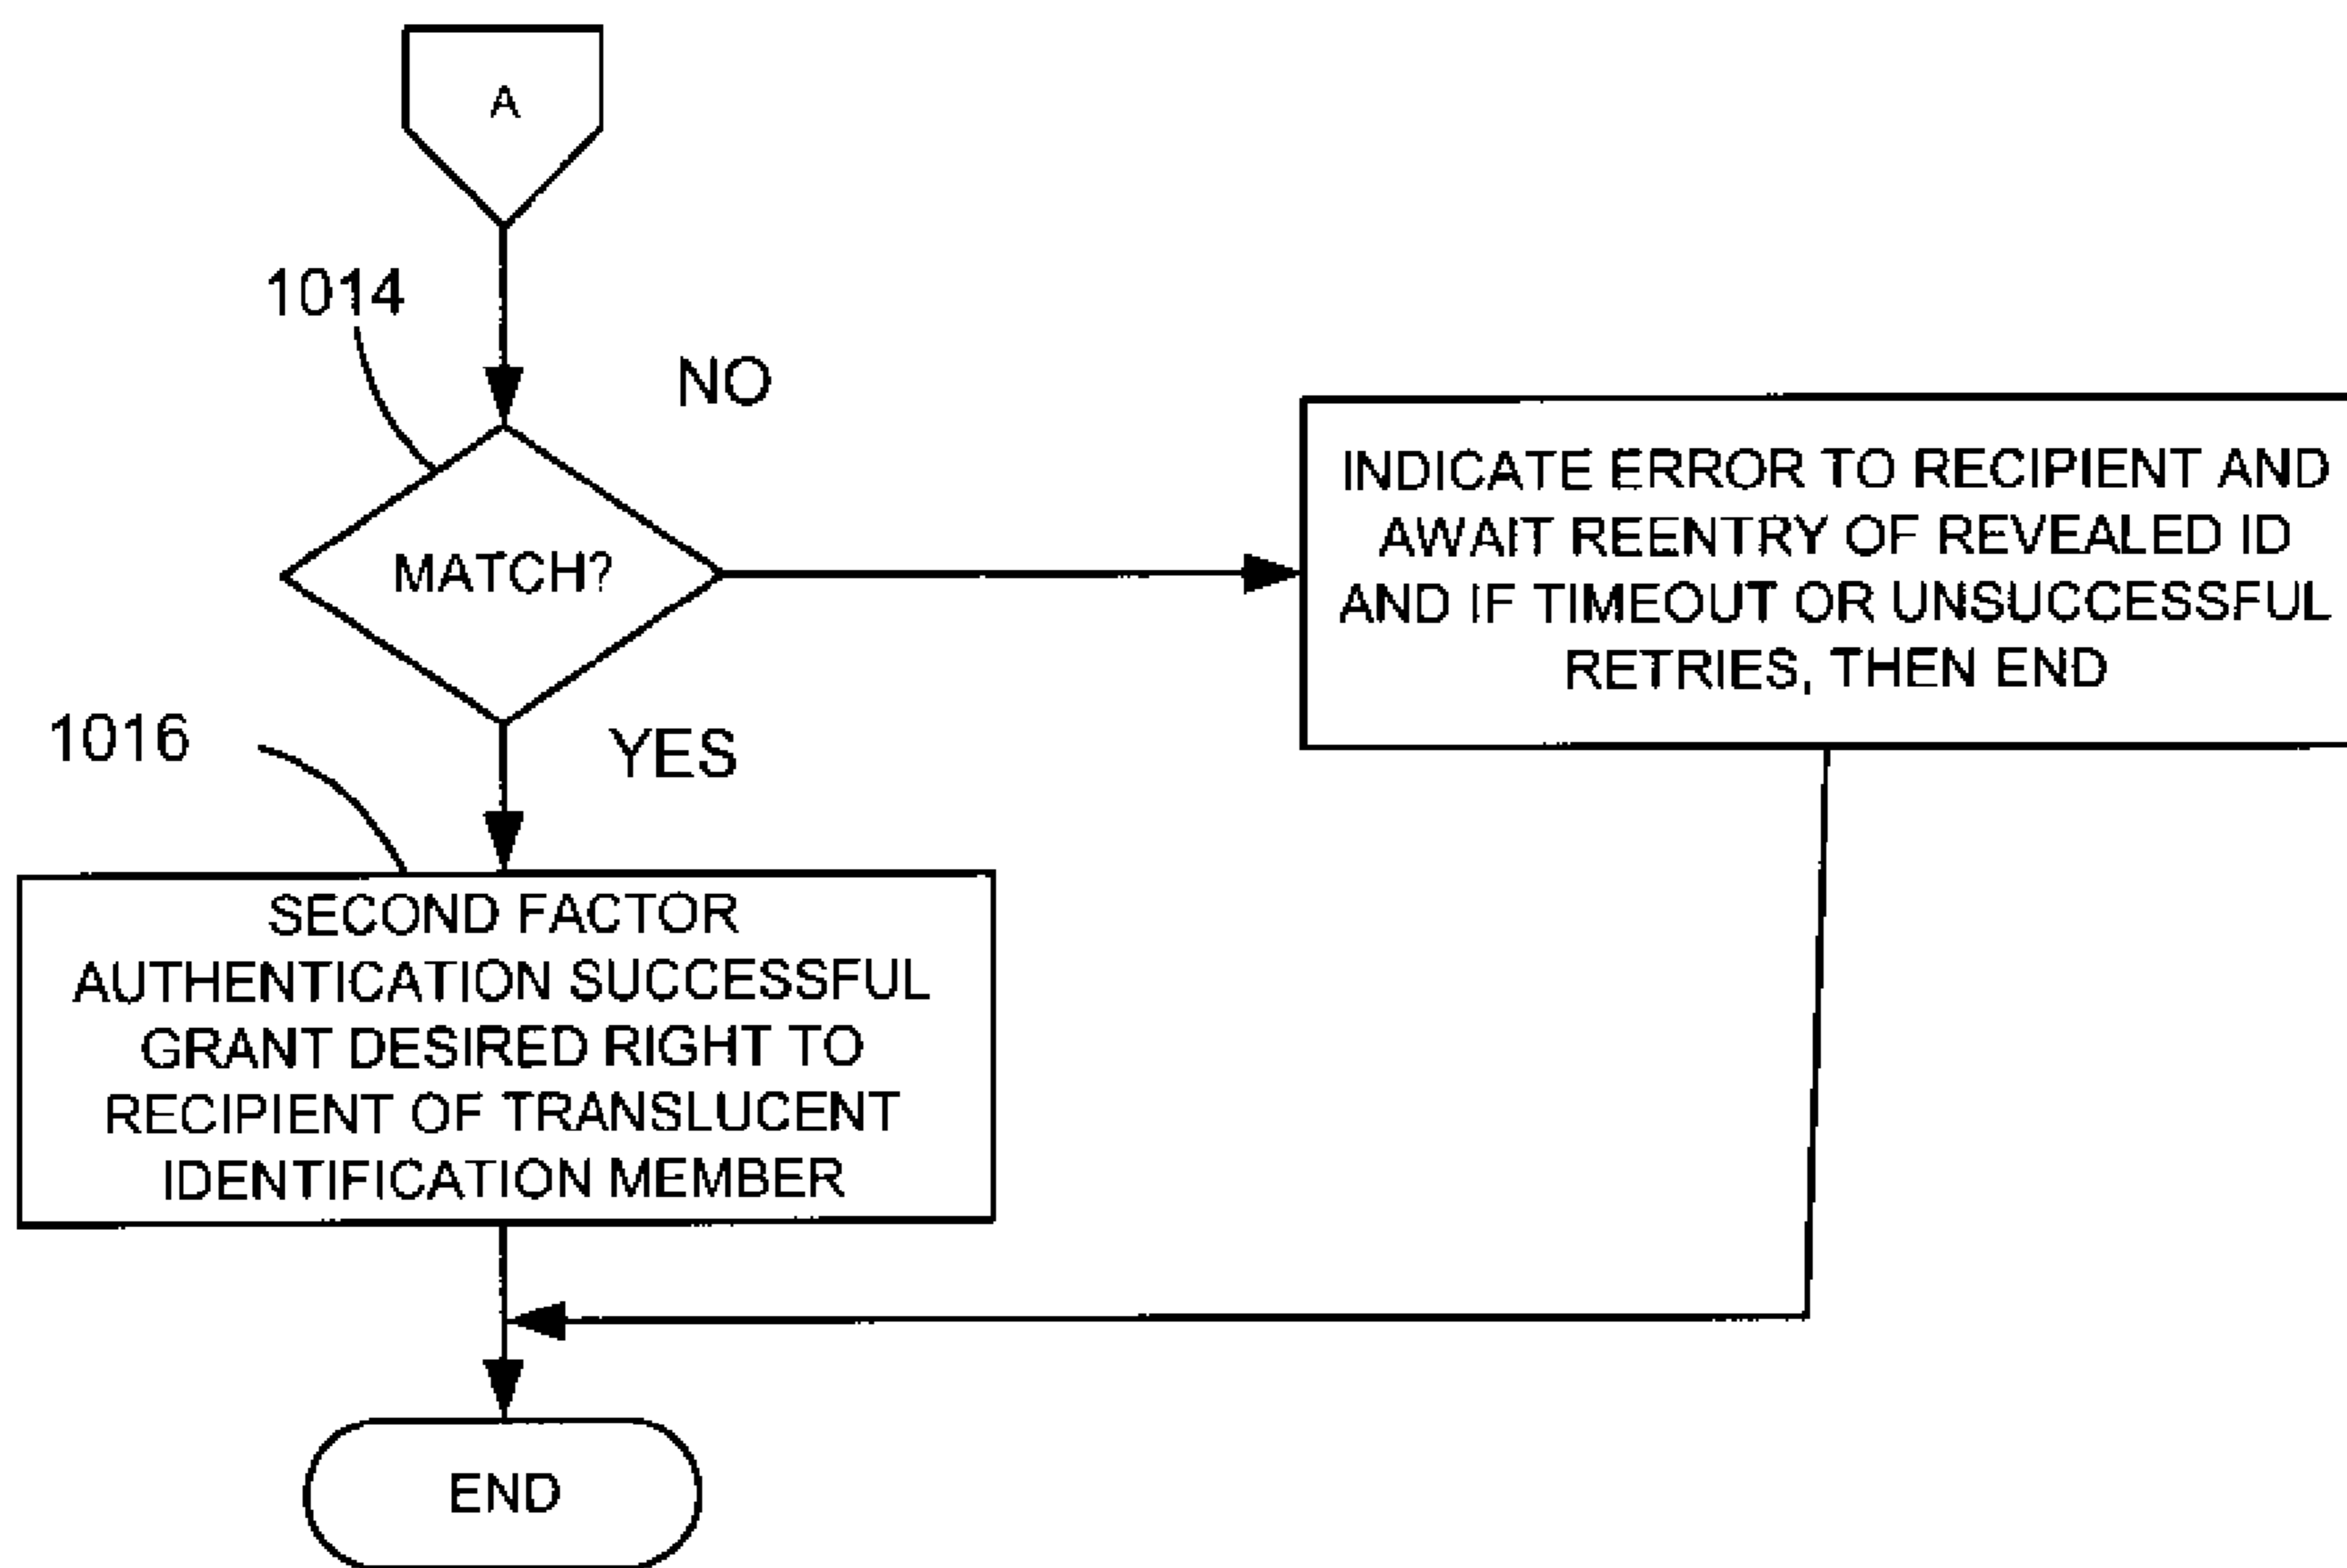 A
1014
NO
MATCH?
INDICATE ERROR TO RECIPIENT AND
AWAIT REENTRY OF REVEALED ID
AND IF TIMEOUT OR UNSUCCESSFUL
RETRIES, THEN END
1016
YES
SECOND FACTOR
AUTHENTICATION SUCCESSFUL
GRANT DESIRED RIGHT TO
RECIPIENT OF TRANSLUCENT
IDENTIFICATION MEMBER
END